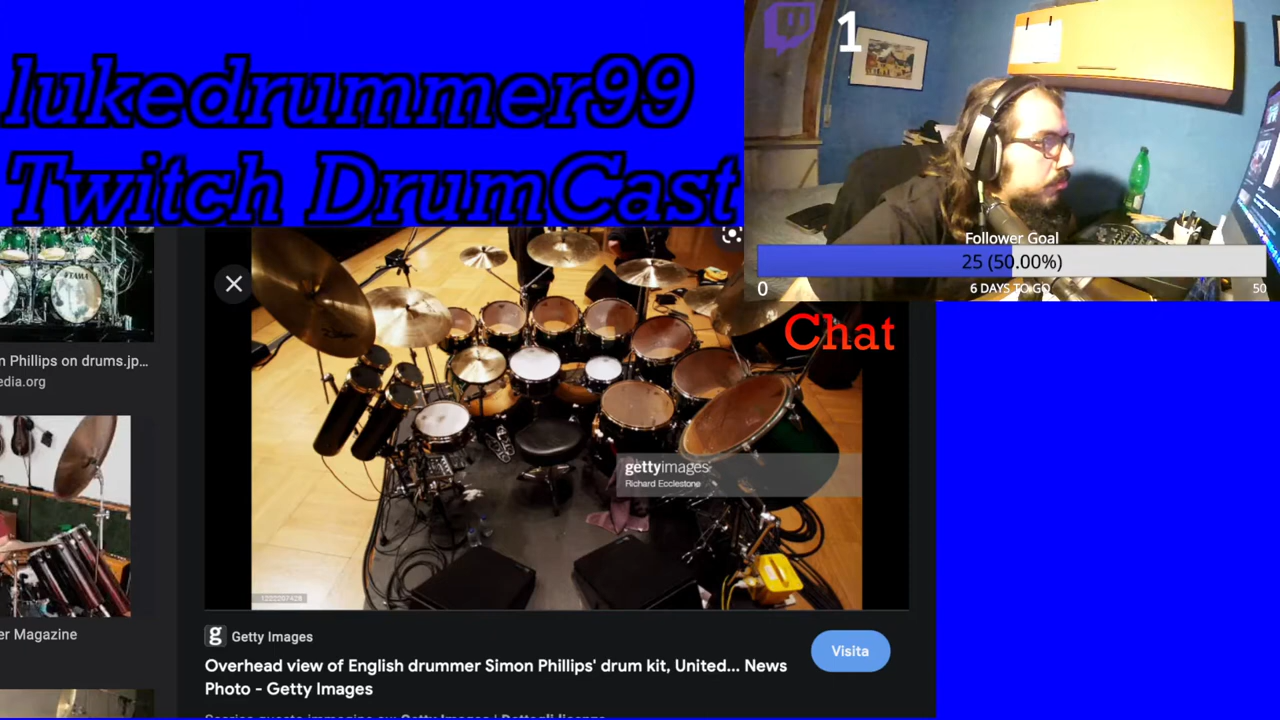 lukedrummer99
Twitch DrumCast
1
Follower Goal
25 (50.00%)
0
6 DAYS TO GO
50
Chat
TAMA
n Phillips on drums.jp...
edia.org
gettyimages
Richard Ecclestone
er Magazine
Getty Images
Visita
Overhead view of English drummer Simon Phillips' drum kit, United... News
Photo - Getty Images